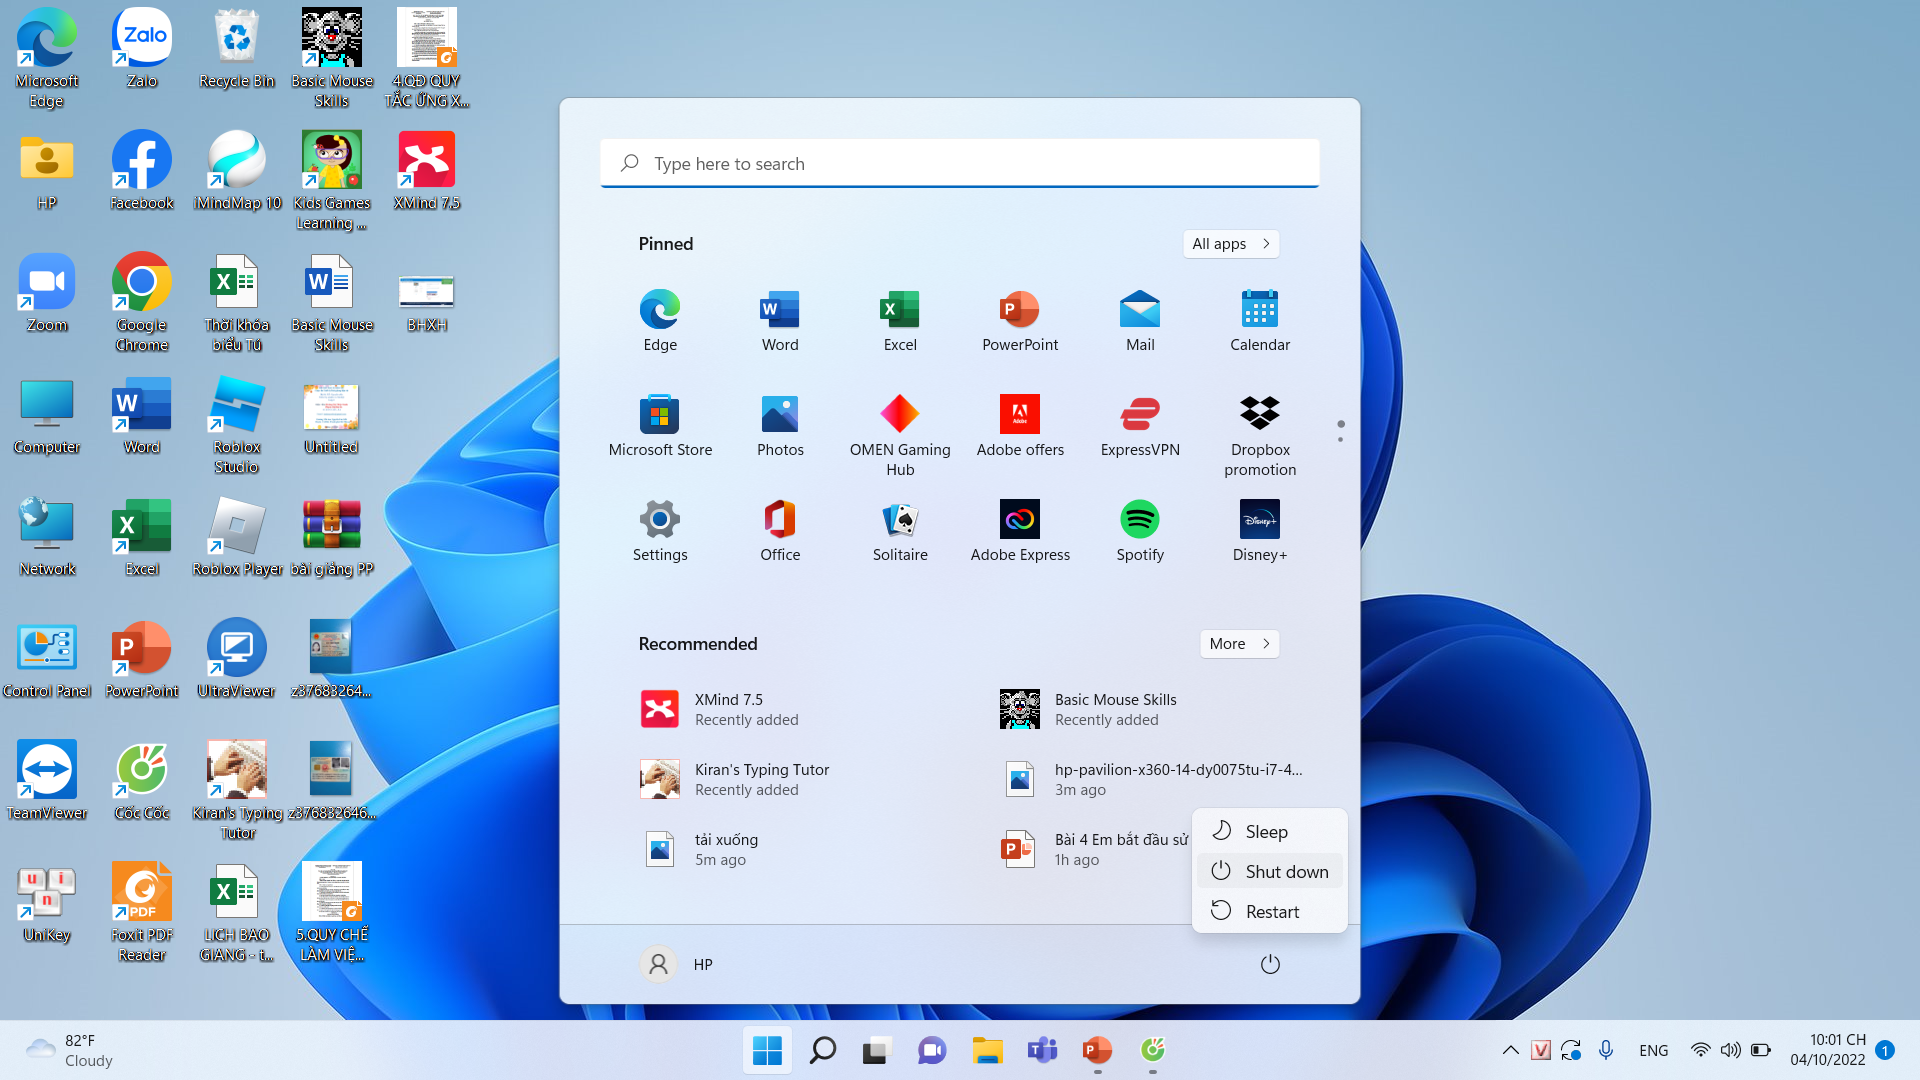 Microsoft
Edge
Zalo
Zalo
Recycle Bin
Basic Mouse
Skills
4.QĐ QUY
TẮC ỨNG X...
HP
Facebook
iMindMap 10
Kids Games
Learning ...
XMind 7.5
Zoom
Google
Chrome
Thời khóa
biểu Tú
Basic Mouse
Skills
BHXH
Computer
Word
Roblox
Studio
Untitled
Network
Excel
Roblox Player
bài giảng PP
Control Panel
PowerPoint
UltraViewer
z37683264...
TeamViewer
Cốc Cốc
Kiran's Typing
Tutor
z376832646...
u i
n
UniKey
PDF
Foxit PDF
Reader
LỊCH BÁO
GIẢNG - t...
5.QUY CHẾ
LÀM VIỆ...
Type here to search
Pinned
All apps
Edge
Word
Excel
PowerPoint
Mail
Calendar
Microsoft Store
Photos
OMEN Gaming
Hub
Adobe
Adobe offers
ExpressVPN
Dropbox
promotion
Settings
Office
Solitaire
Adobe Express
Spotify
Disney+
Disney+
Recommended
More
XMind 7.5
Recently added
Basic Mouse Skills
Recently added
Kiran's Typing Tutor
Recently added
hp-pavilion-x360-14-dy0075tu-i7-4...
3m ago
tải xuống
5m ago
Bài 4 Em bắt đầu sử
1h ago
Sleep
Shut down
Restart
HP
82°F
Cloudy
ENG
10:01 CH
04/10/2022
1